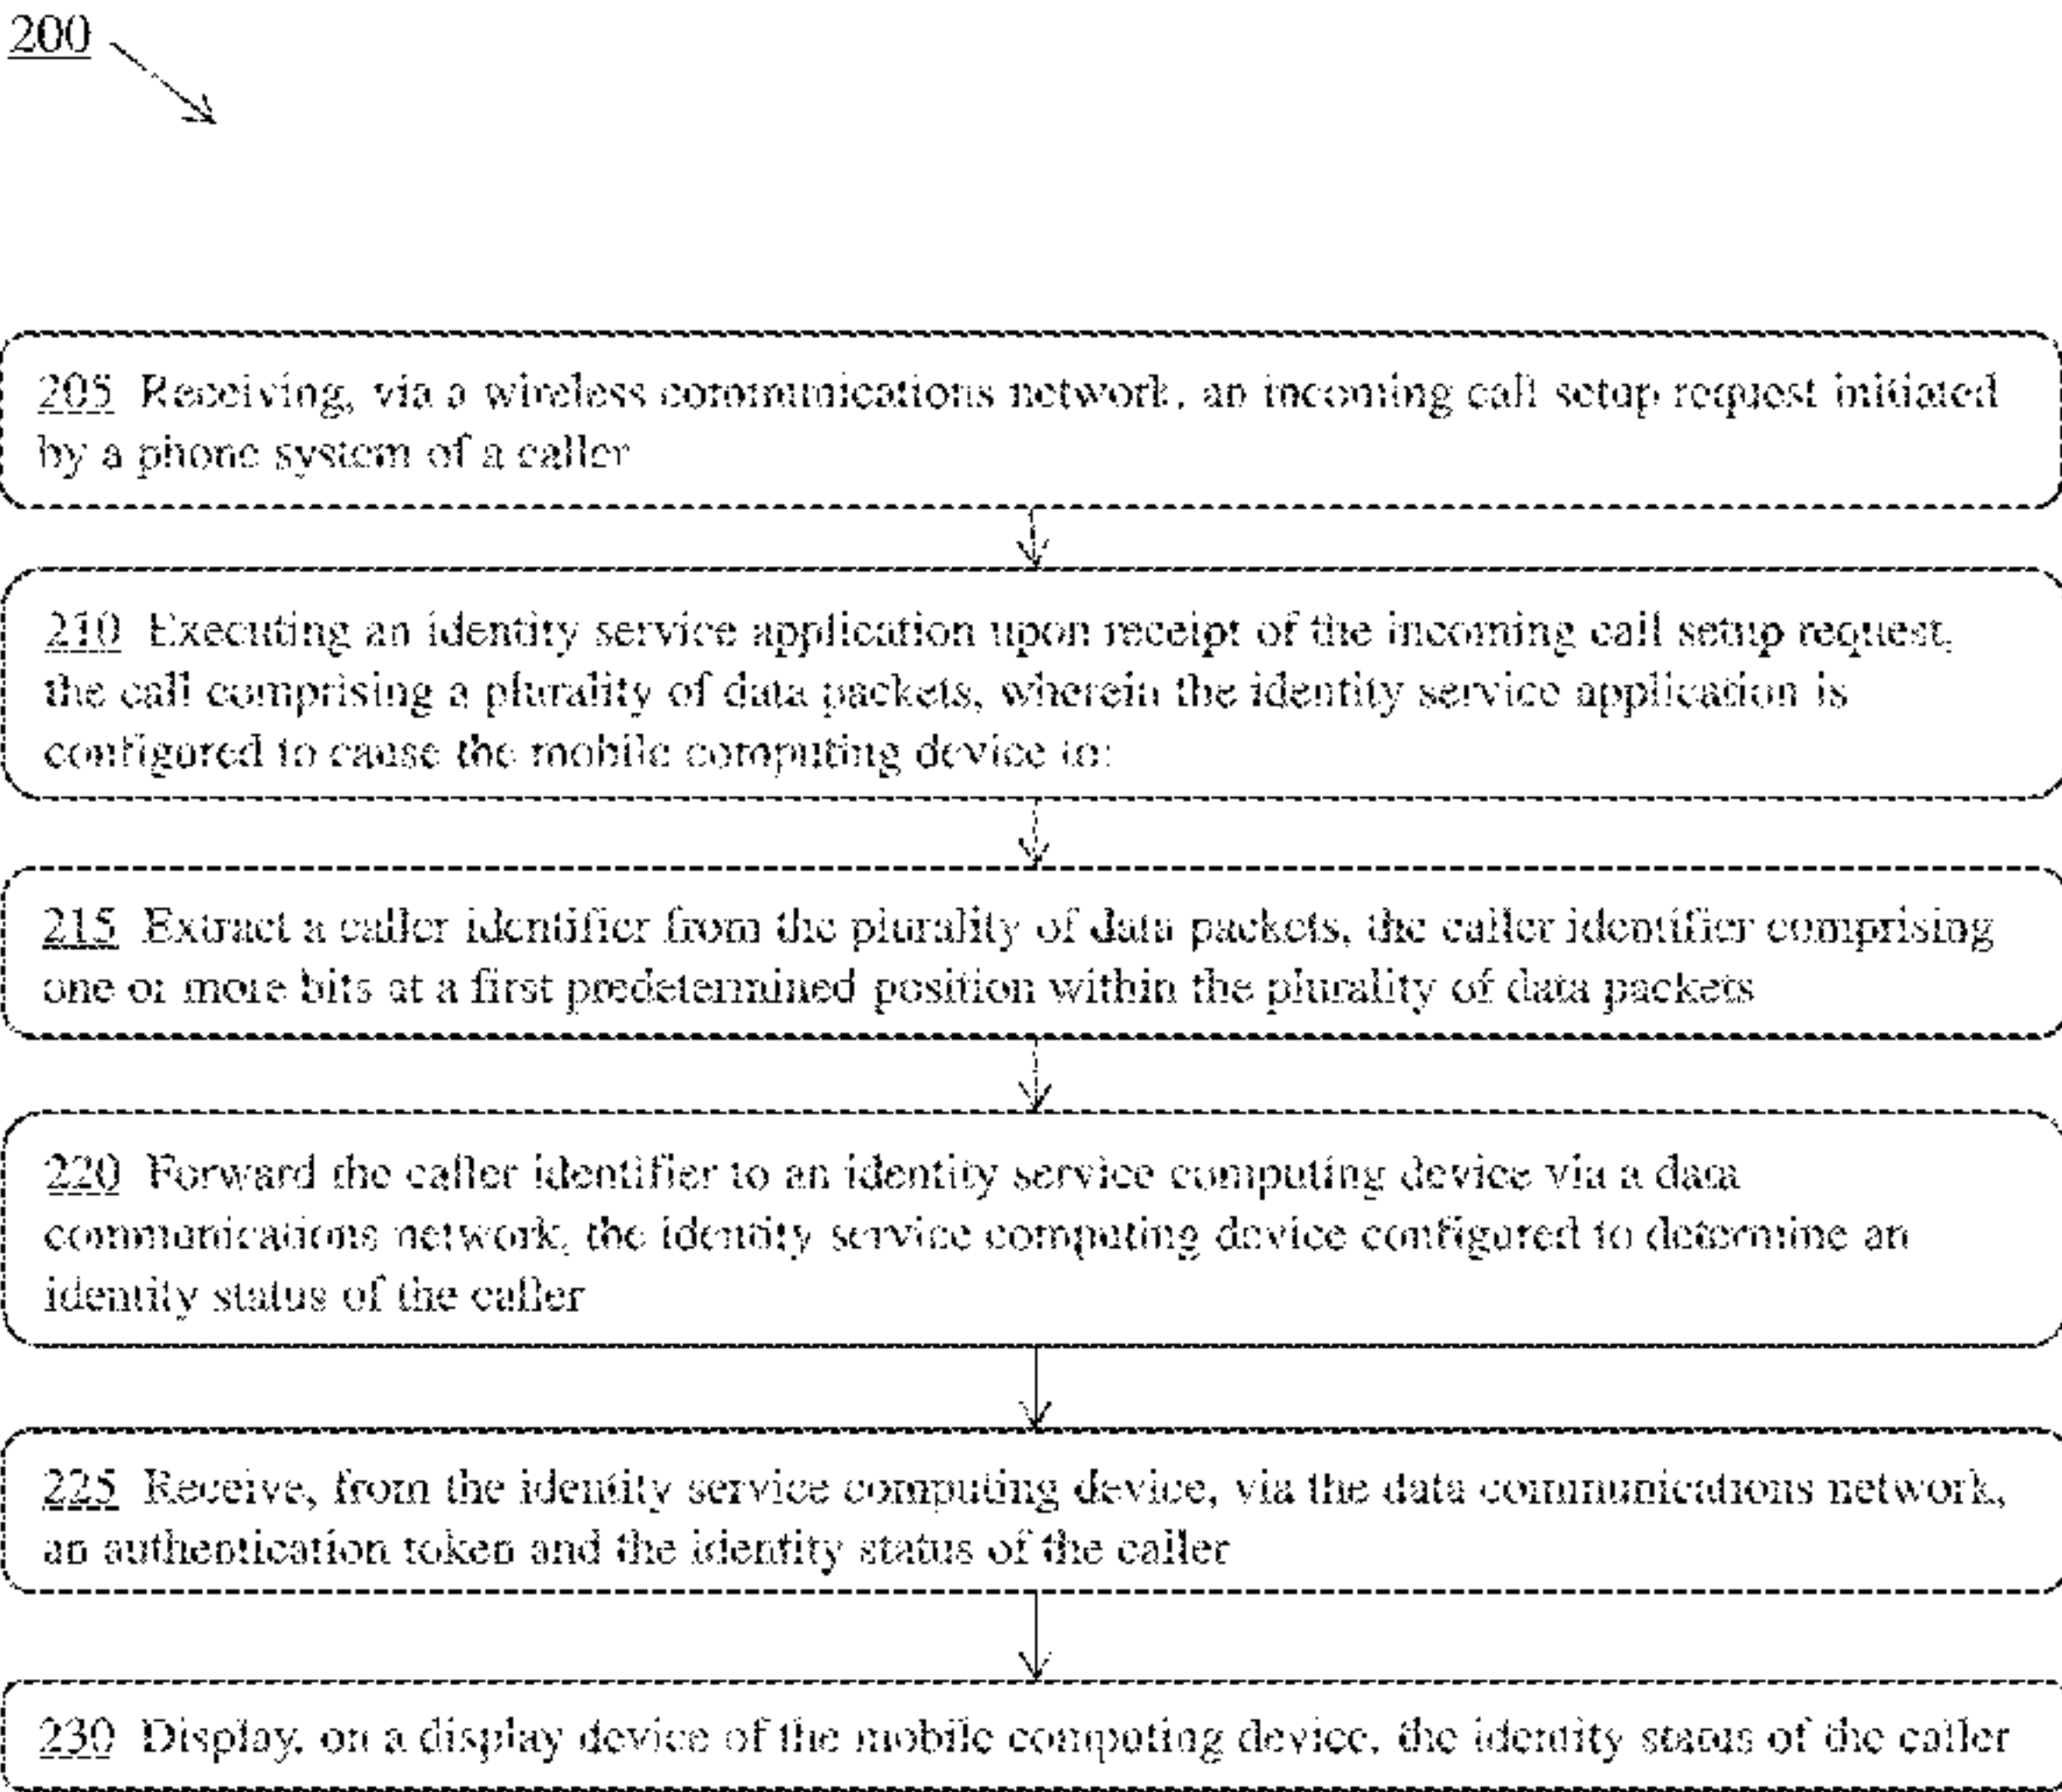 200
205 Receiving, via a wireless communications network, an incoming call setup request initiated
by a phone system of a caller
210 Executing an identity service application upon receipt of the incoming call setup request,
the call comprising a plurality of data packets, wherein the identity service application is
configured to cause the mobile computing device to:
215 Extract a caller identifier from the plurality of data packets, the caller identifier comprising
one or more bits at a first predetermined position within the plurality of data packets
220 Forward the caller identifier to an identity service computing device via a data
communications network, the identity service computing device configured to determine an
identity status of the caller
225 Receive, from the identity service computing device, via the data communications network,
an authentication token and the identity status of the caller
230 Display, on a display device of the mobile computing device, the identity status of the caller